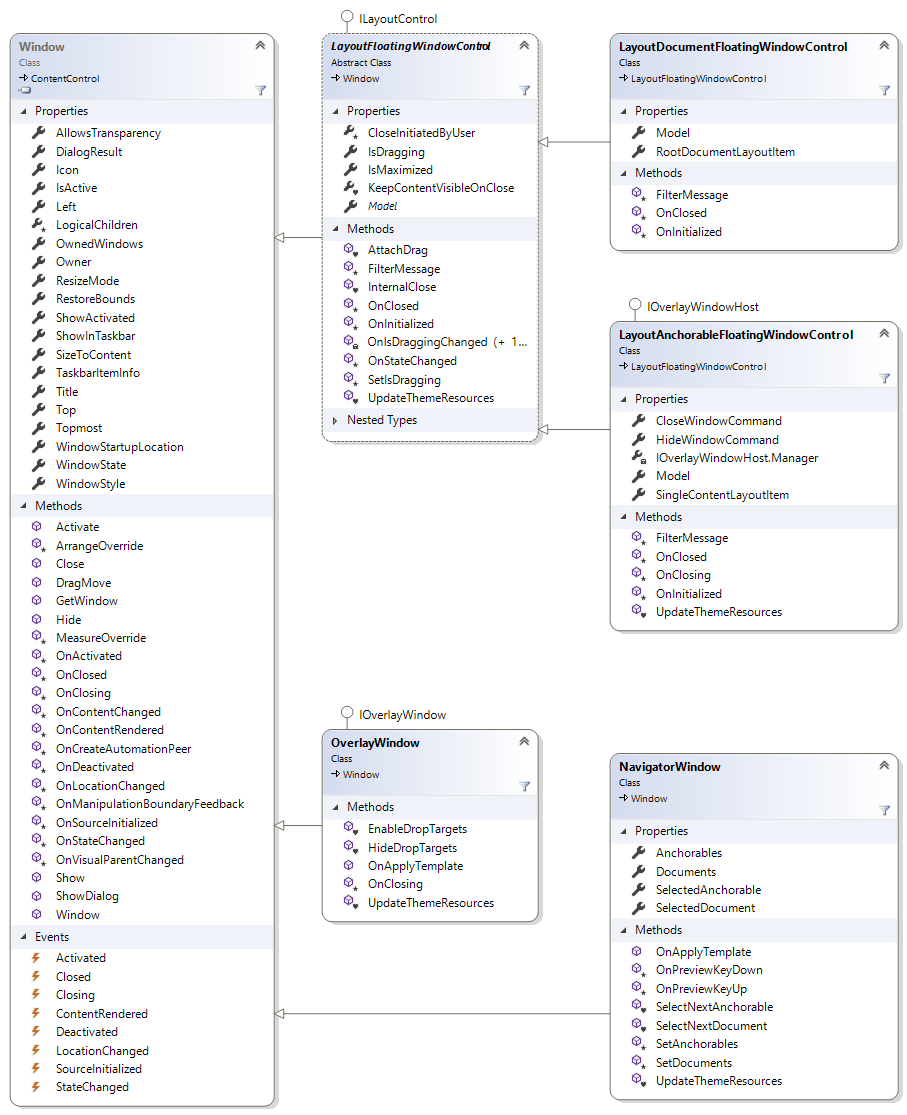 Window
Class
ContentControl
Properties
AllowsTransparency
DialogResult
Icon
IsActive
Left
LogicalChildren
OwnedWindows
Owner
ResizeMode
RestoreBounds
ShowActivated
ShowInTaskbar
SizeToContent
TaskbarItemInfo
Title
Top
Topmost
WindowStartupLocation
WindowState
WindowStyle
Methods
Activate
ArrangeOverride
Close
DragMove
GetWindow
Hide
MeasureOverride
OnActivated
OnClosed
OnClosing
OnContentChanged
OnContentRendered
OnCreateAutomationPeer
OnDeactivated
OnLocationChanged
OnManipulationBoundaryFeedback
OnSourceInitialized
OnStateChanged
OnVisualParentChanged
Show
ShowDialog
Window
Events
Activated
Closed
Closing
ContentRendered
Deactivated
LocationChanged
SourceInitialized
StateChanged
ILayoutControl
LayoutFloatingWindowControl
Abstract Class
Window
Properties
CloseInitiatedByUser
IsDragging
IsMaximized
KeepContentVisibleOnClose
Model
Methods
AttachDrag
FilterMessage
InternalClose
OnClosed
OnInitialized
OnIsDraggingChanged (+ 1...
OnStateChanged
SetIsDragging
UpdateThemeResources
Nested Types
IOverlayWindow
OverlayWindow
Class
Window
Methods
EnableDropTargets
HideDropTargets
OnApplyTemplate
OnClosing
UpdateThemeResources
LayoutDocumentFloatingWindowControl
Class
LayoutFloatingWindowControl
Properties
Model
RootDocumentLayoutItem
Methods
FilterMessage
OnClosed
OnInitialized
IOverlayWindowHost
LayoutAnchorableFloatingWindowControl
Class
LayoutFloatingWindowControl
Properties
CloseWindowCommand
HideWindowCommand
IOverlayWindowHost.Manager
Model
SingleContentLayoutItem
Methods
FilterMessage
OnClosed
OnClosing
OnInitialized
UpdateThemeResources
NavigatorWindow
Class
Window
Properties
Anchorables
Documents
SelectedAnchorable
SelectedDocument
Methods
OnApplyTemplate
OnPreviewKeyDown
OnPreviewKeyUp
SelectNextAnchorable
SelectNextDocument
SetAnchorables
SetDocuments
UpdateThemeResources